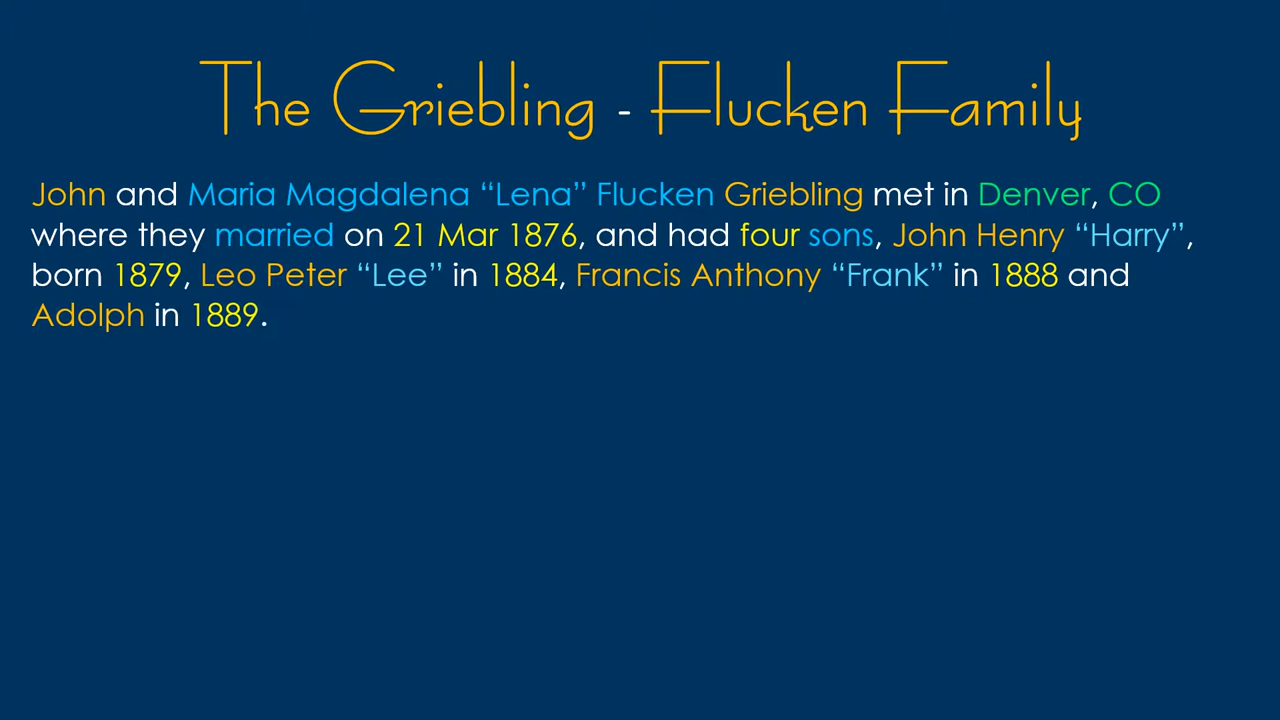 The Griebling - Flucken Family
John and Maria Magdalena “Lena” Flucken Griebling met in Denver, CO
where they married on 21 Mar 1876, and had four sons, John Henry “Harry”,
born 1879, Leo Peter “Lee” in 1884, Francis Anthony “Frank” in 1888 and
Adolph in 1889.